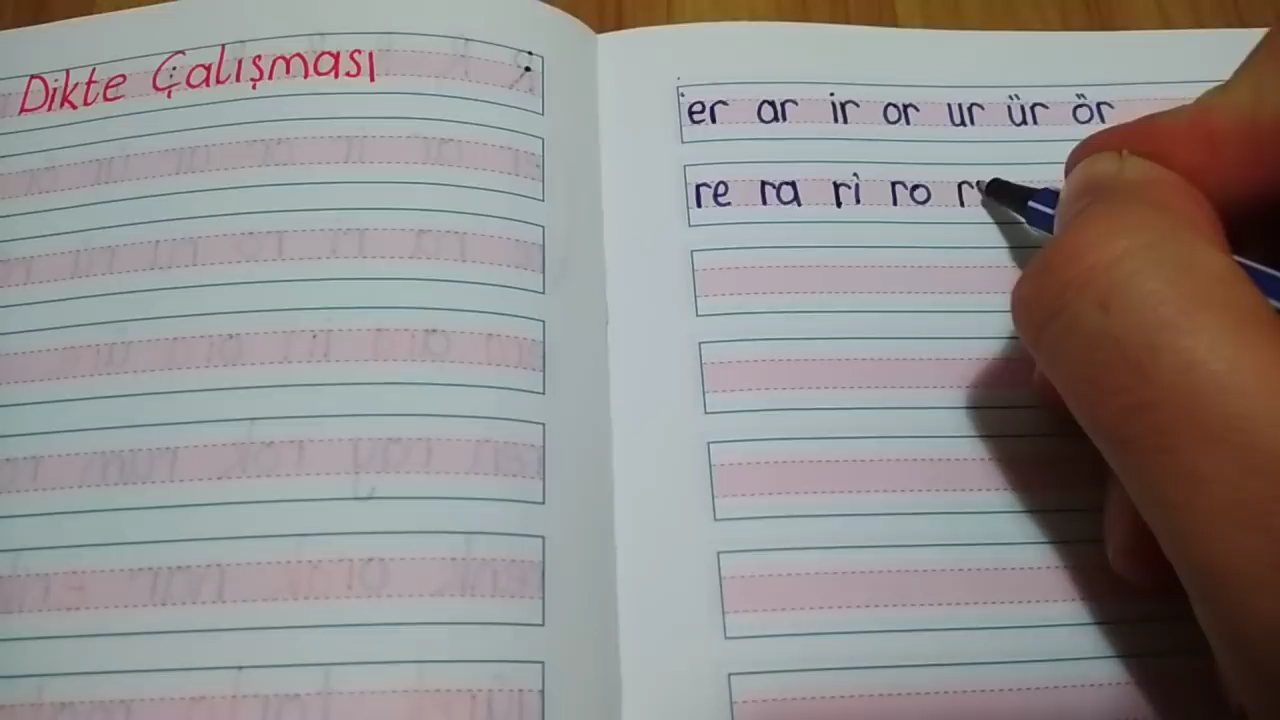 Dikte Çalışması
er ar ir or ur ür ör
re ra ri ro